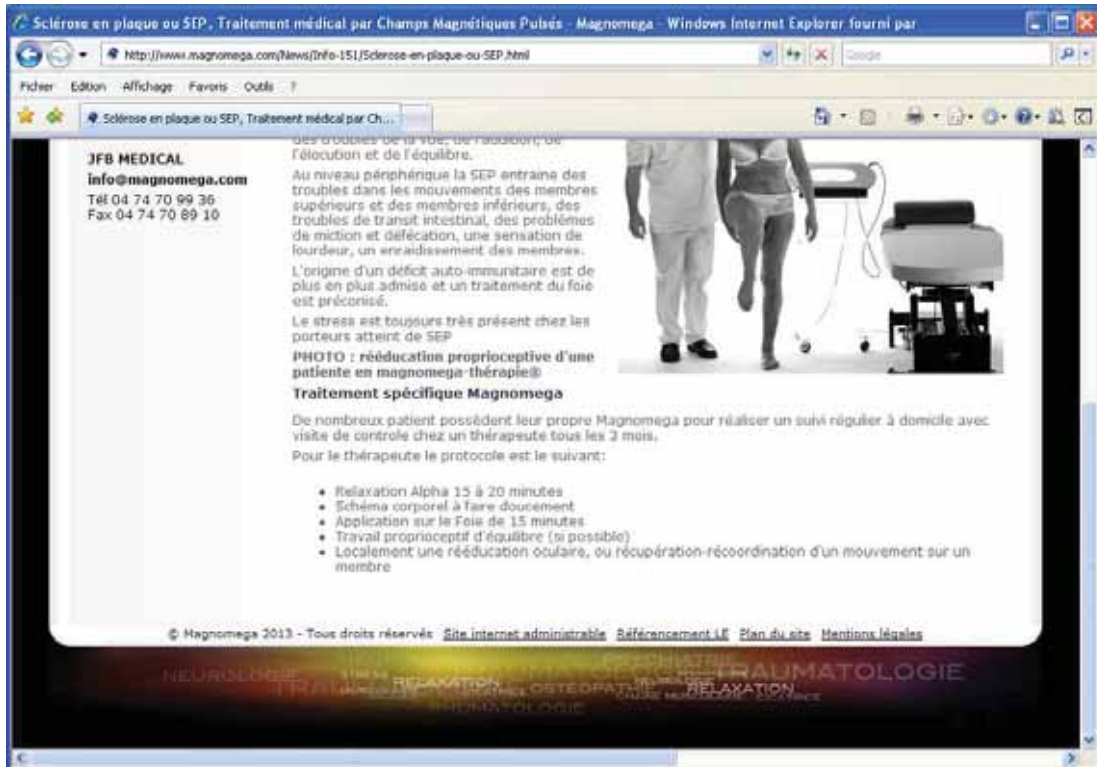 Sclérose en plaque ou SEP, Traitement médical par Champs Magnétiques Pulsés - Magnomega - Windows Internet Explorer fourni par
http://www.magnomega.com/News/Info-151/Sclerose-en-plaque-ou-SEP.html
Google
Fichier Edition Affichage Favoris Outils ?
Sclérose en plaque ou SEP, Traitement médical par Ch...
JFB MEDICAL
info@magnomega.com
Tél 04 74 70 99 36
Fax 04 74 70 89 10
des troubles de la vue, de l'audition, de
l'élocution et de l'équilibre.
Au niveau périphérique la SEP entraine des
troubles dans les mouvements des membres
supérieurs et des membres inférieurs, des
troubles de transit intestinal, des problèmes
de miction et défécation, une sensation de
lourdeur, un enraidissement des membres.
L'origine d'un déficit auto-immunitaire est de
plus en plus admise et un traitement du foie
est préconisé.
Le stress est toujours très présent chez les
porteurs atteint de SEP
PHOTO : rééducation proprioceptive d'une
patiente en magnomega-thérapie®
Traitement spécifique Magnomega
De nombreux patient possèdent leur propre Magnomega pour réaliser un suivi régulier à domicile avec
visite de controle chez un thérapeute tous les 3 mois.
Pour le thérapeute le protocole est le suivant:
• Relaxation Alpha 15 à 20 minutes
• Schéma corporel à faire doucement
• Application sur le Foie de 15 minutes
• Travail proprioceptif d'équilibre (si possible)
• Localement une rééducation oculaire, ou récupération-récoordination d'un mouvement sur un
membre
© Magnomega 2013 - Tous droits réservés Site internet administrable Référencement LE Plan du site Mentions légales
NEUROLOGIE
RELAXATION
OSTEOPATHIE
TRAUMATOLOGIE
RELAXATION
RHUMATOLOGIE